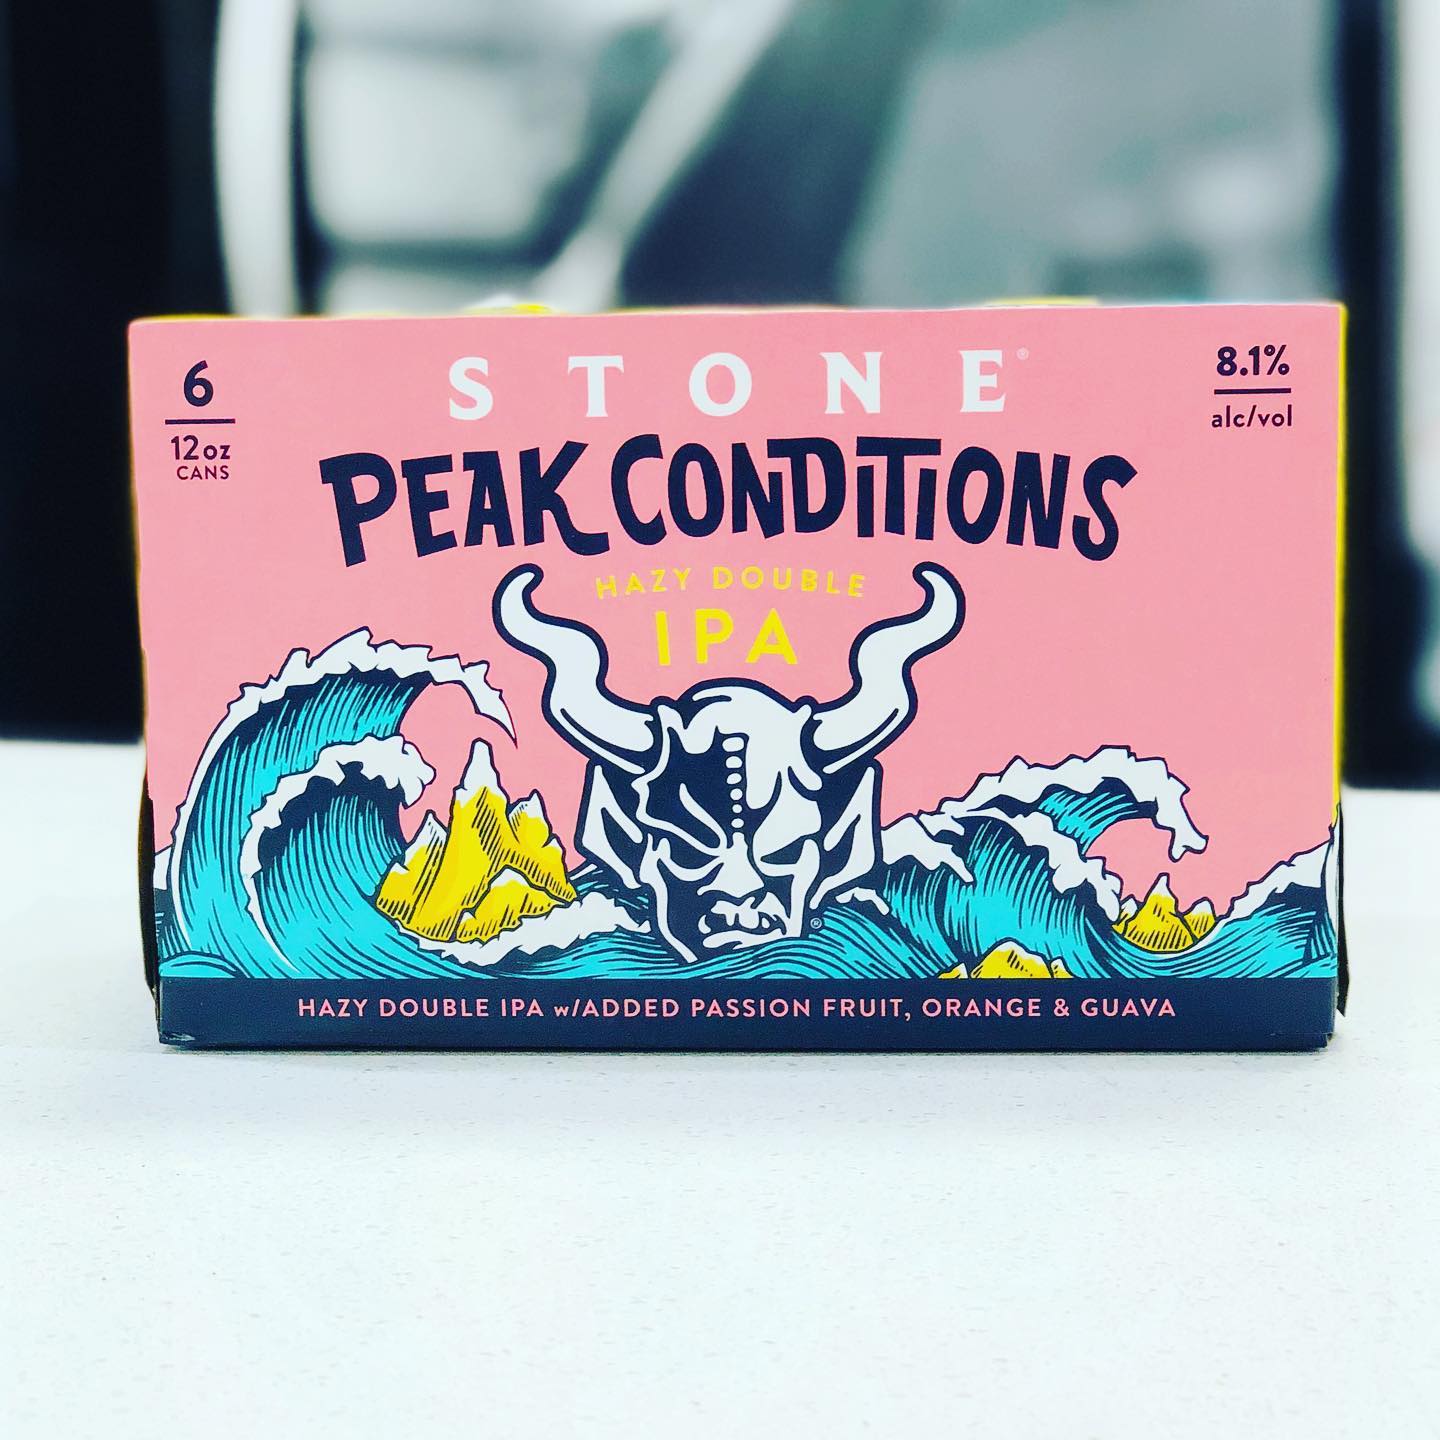 6
12oz
CANS
STONE®
PEAK CONDITIONS
HAZY DOUBLE
IPA
8.1%
alc/vol
®
HAZY DOUBLE IPA w/ADDED PASSION FRUIT, ORANGE & GUAVA